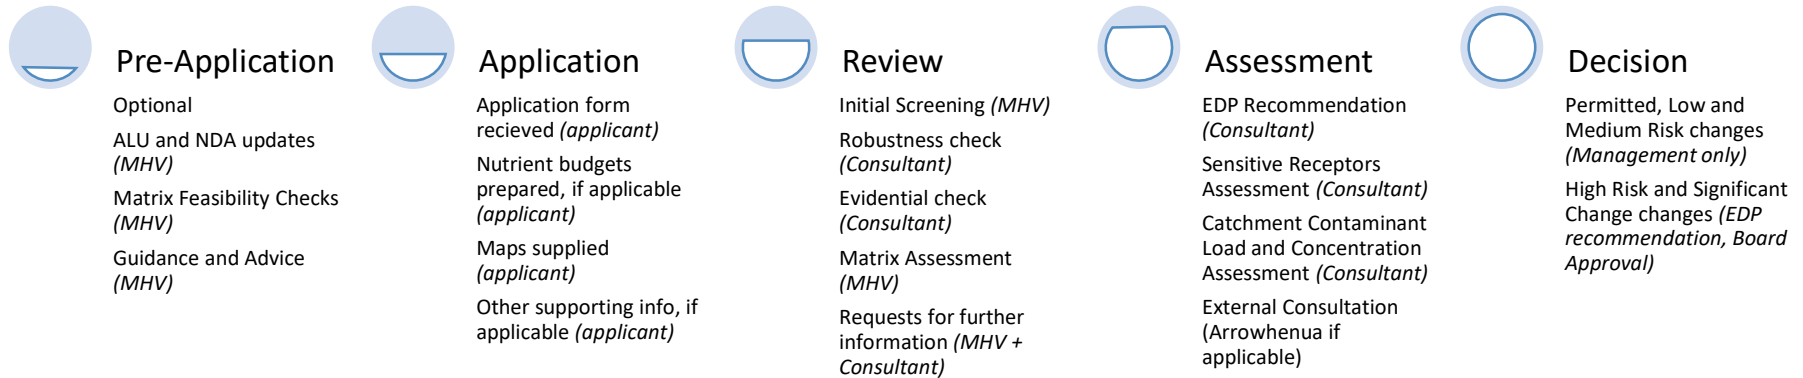 Pre-Application
Optional
ALU and NDA updates
(MHV)
Matrix Feasibility Checks
(MHV)
Guidance and Advice
(MHV)
Application
Application form
recieved (applicant)
Nutrient budgets
prepared, if applicable
(applicant)
Maps supplied
(applicant)
Other supporting info, if
applicable (applicant)
Review
Initial Screening (MHV)
Robustness check
(Consultant)
Evidential check
(Consultant)
Matrix Assessment
(MHV)
Requests for further
information (MHV +
Consultant)
Assessment
EDP Recommendation
(Consultant)
Sensitive Receptors
Assessment (Consultant)
Catchment Contaminant
Load and Concentration
Assessment (Consultant)
External Consultation
(Arrowhenua if
applicable)
Decision
Permitted, Low and
Medium Risk changes
(Management only)
High Risk and Significant
Change changes (EDP
recommendation, Board
Approval)